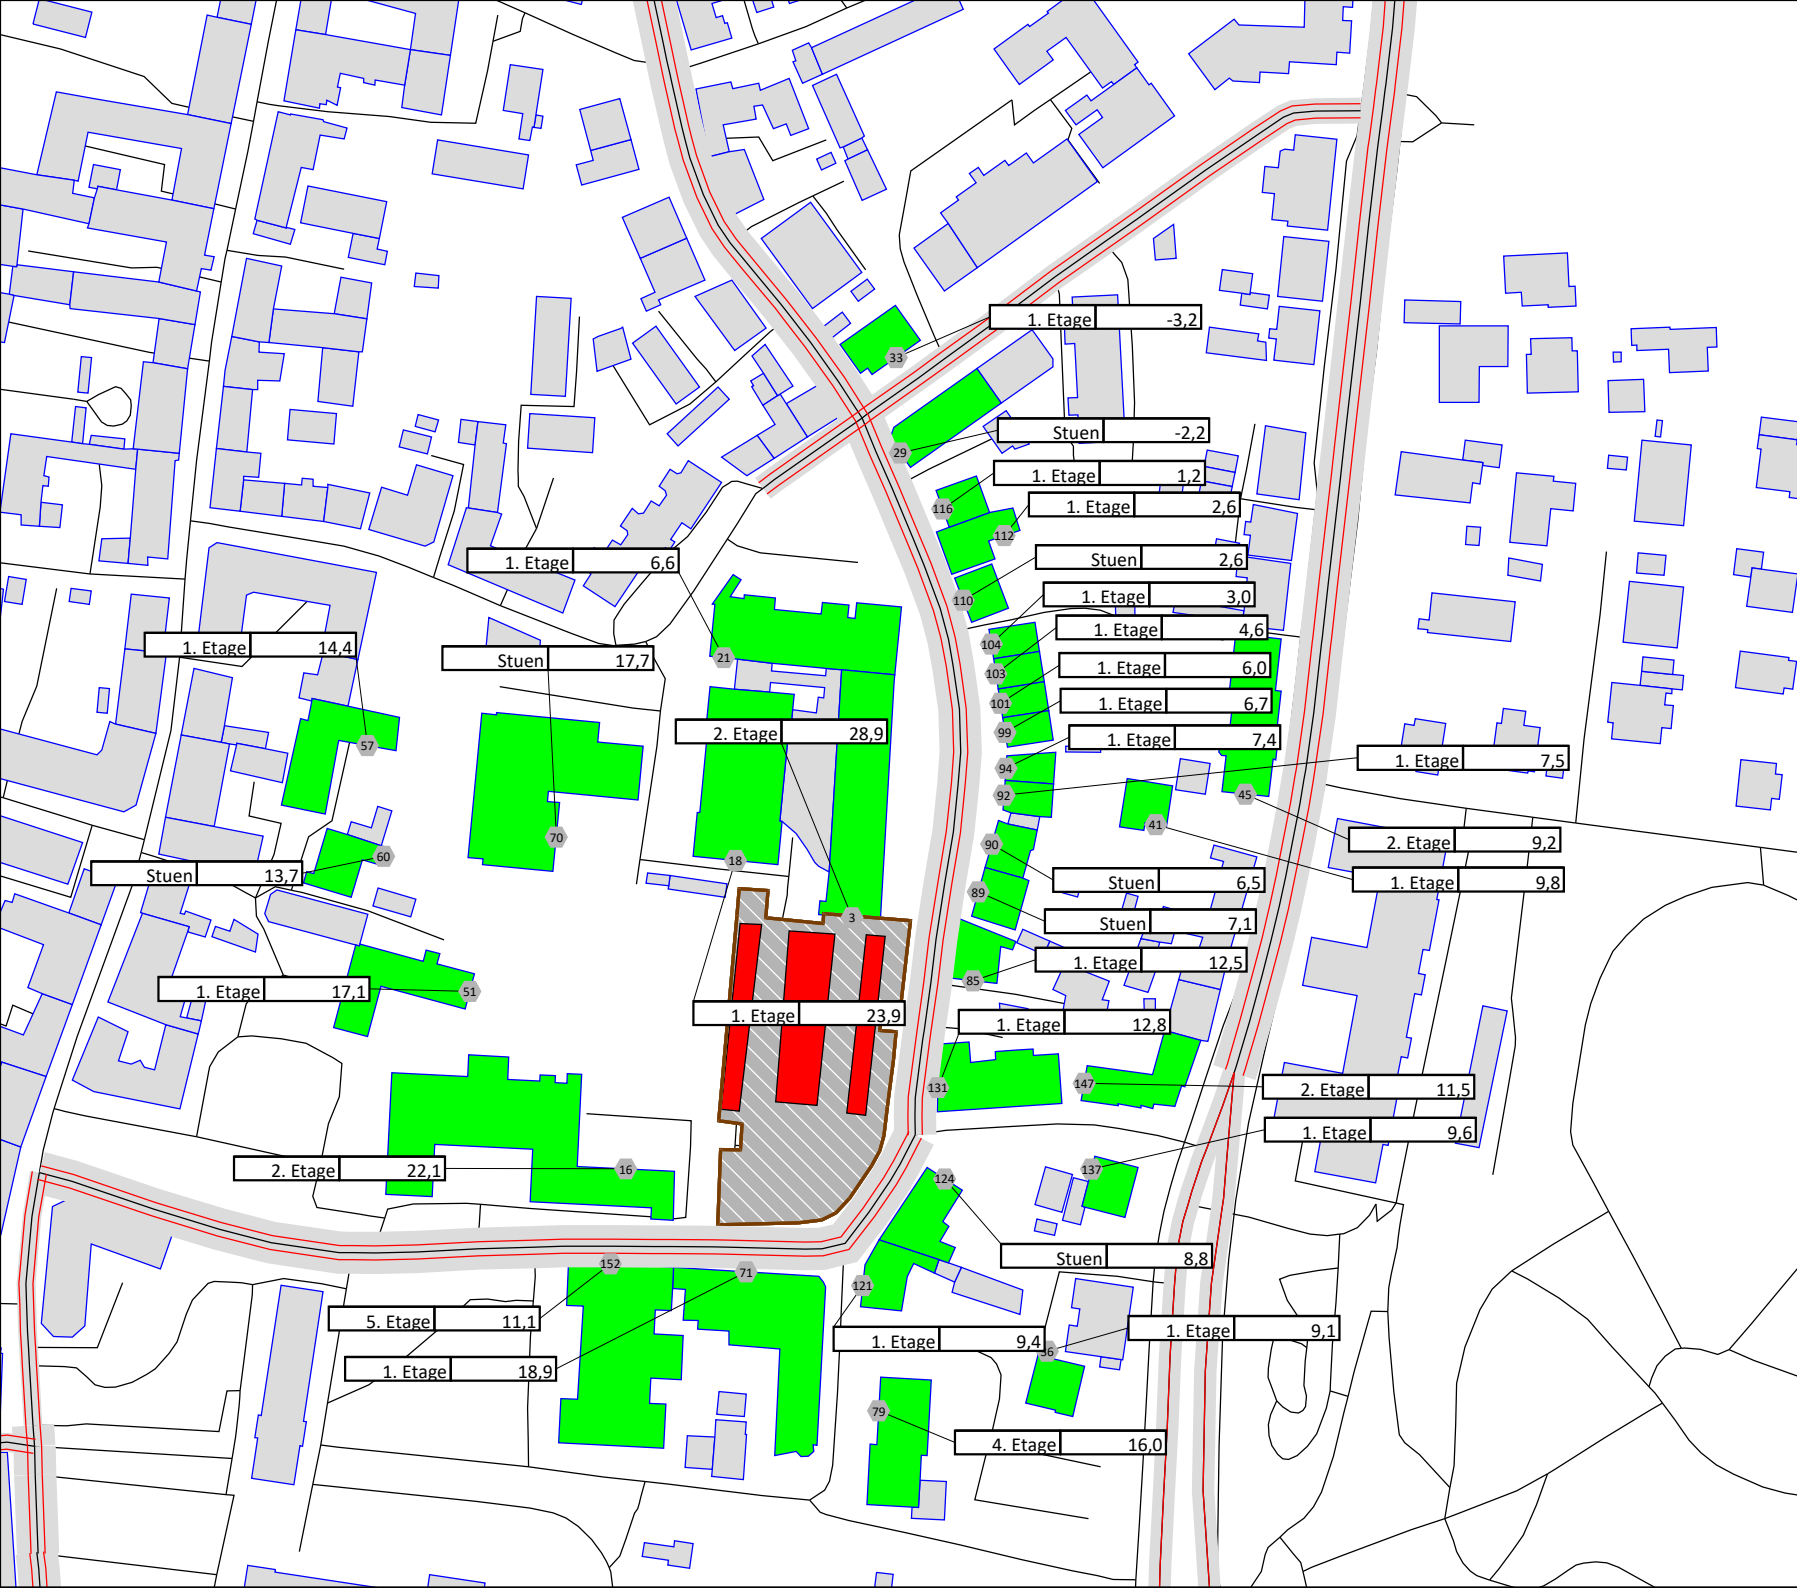 1. Etage -3,2
33
Stuen -2,2
29
1. Etage 1,2
116
1. Etage 2,6
112
1. Etage 6,6
Stuen 2,6
110
1. Etage 3,0
1. Etage 4,6
104
1. Etage 14,4
Stuen 17,7
21
1. Etage 6,0
103
1. Etage 6,7
101
2. Etage 28,9
99
1. Etage 7,4
57
1. Etage 7,5
94
92
45
41
70
2. Etage 9,2
90
60
18
Stuen 13,7
Stuen 6,5
1. Etage 9,8
89
3
Stuen 7,1
1. Etage 12,5
85
1. Etage 17,1
51
1. Etage 23,9
1. Etage 12,8
131
147
2. Etage 11,5
1. Etage 9,6
2. Etage 22,1
16
137
124
Stuen 8,8
152
71
121
5. Etage 11,1
1. Etage 9,4
1. Etage 9,1
36
1. Etage 18,9
79
4. Etage 16,0